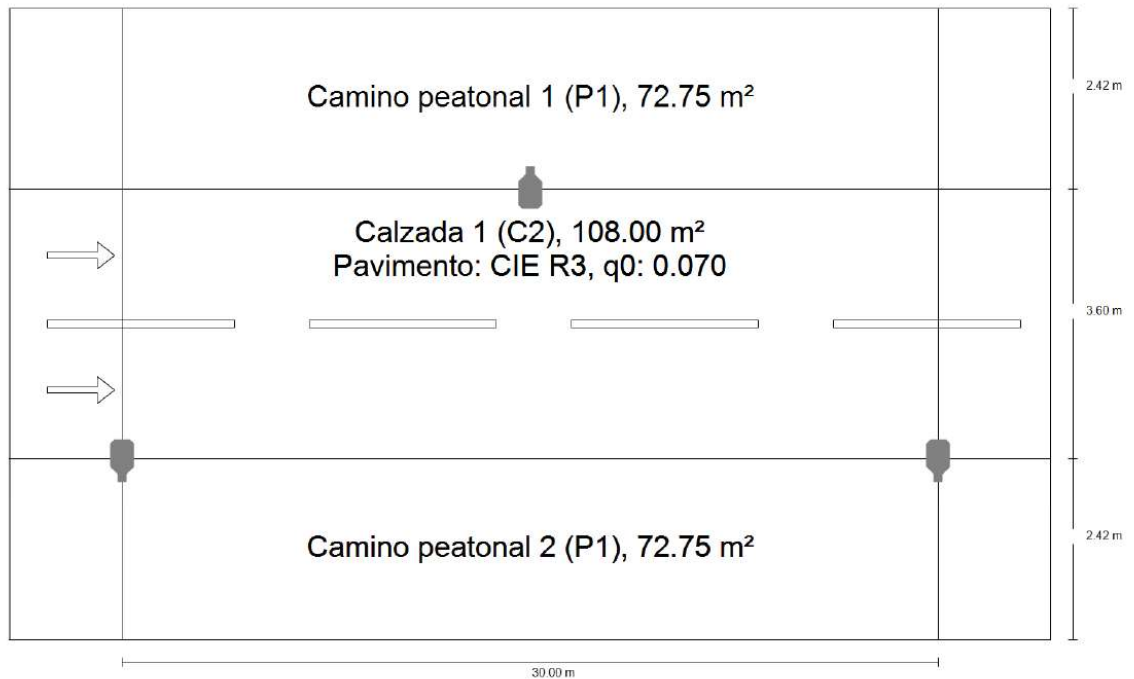 Camino peatonal 1 (P1), 72.75 m²
2.42 m
Calzada 1 (C2), 108.00 m²
Pavimento: CIE R3, q0: 0.070
3.60 m
Camino peatonal 2 (P1), 72.75 m²
2.42 m
30.00 m